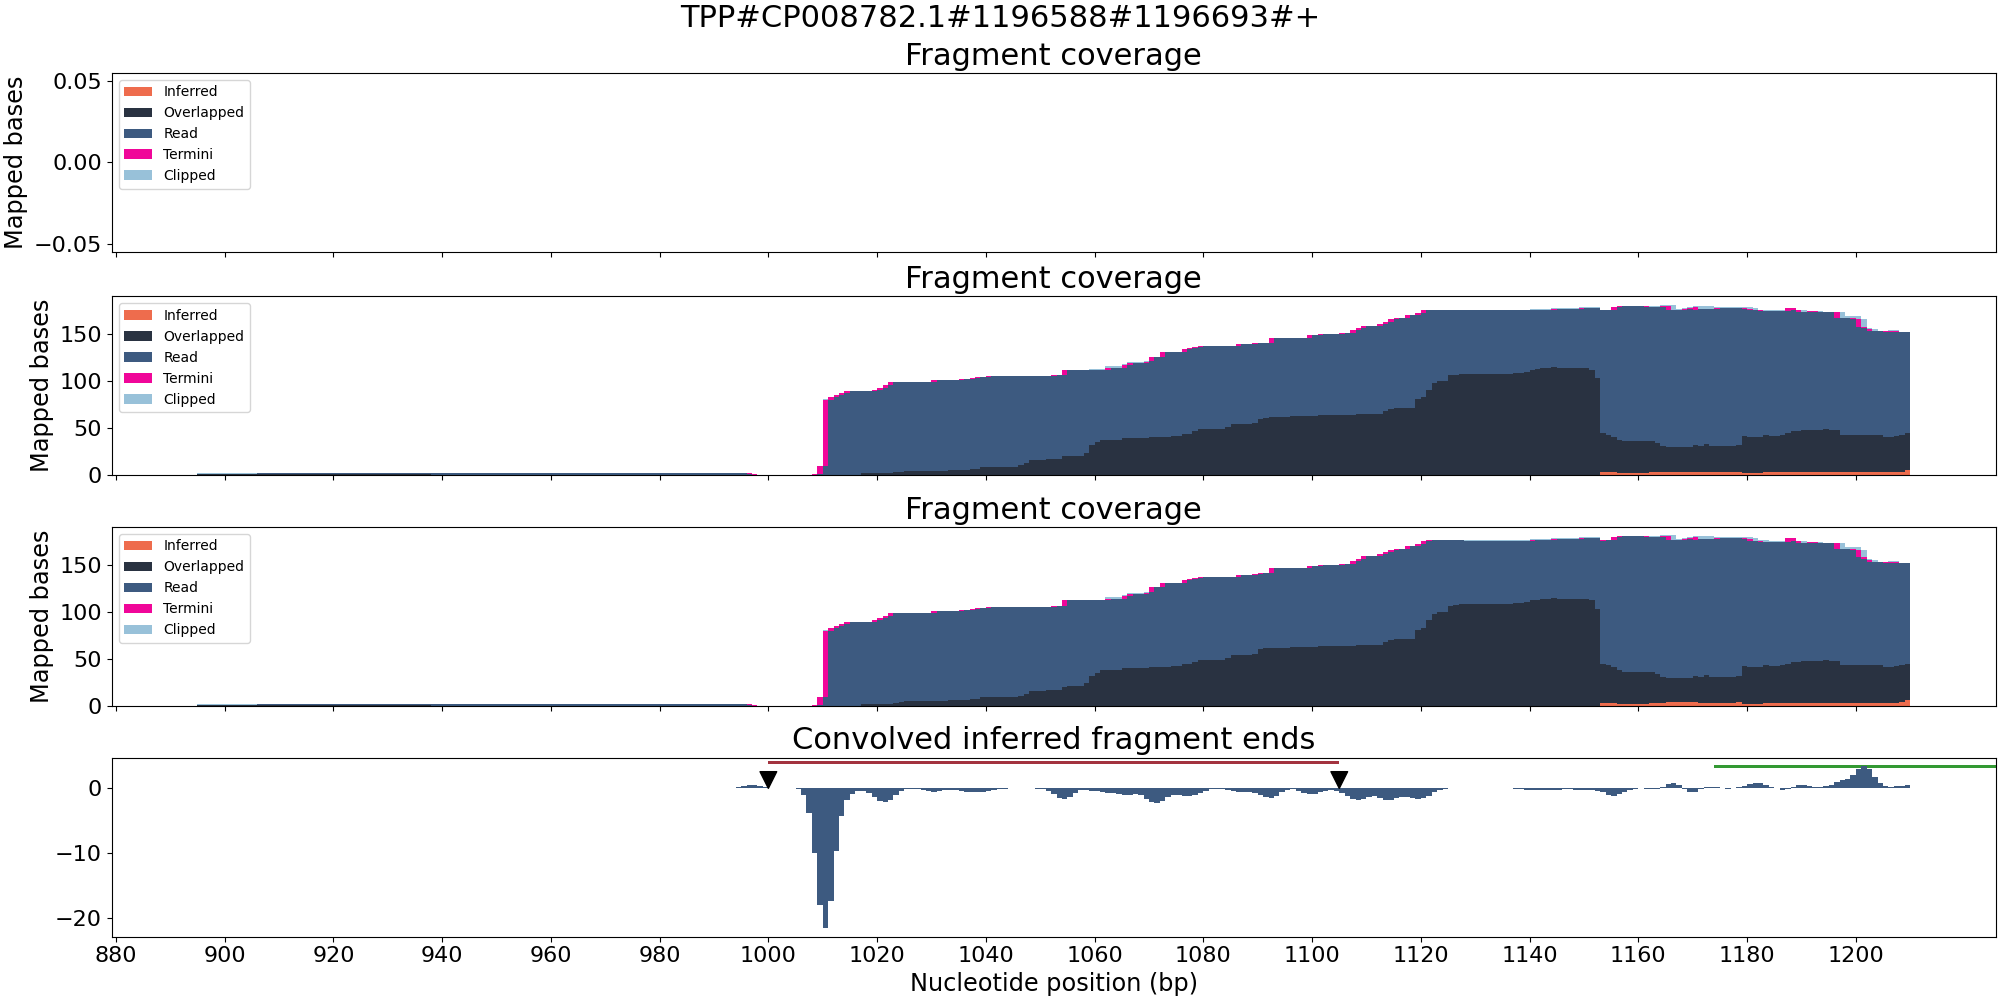 TPP#CP008782.1#1196588#1196693#+
Fragment coverage
Mapped bases
0.05
0.00
−0.05
Inferred
Overlapped
Read
Termini
Clipped
Fragment coverage
Mapped bases
150
100
50
0
Inferred
Overlapped
Read
Termini
Clipped
Fragment coverage
Mapped bases
150
100
50
0
Inferred
Overlapped
Read
Termini
Clipped
Convolved inferred fragment ends
0
−10
−20
880 900 920 940 960 980 1000 1020 1040 1060 1080 1100 1120 1140 1160 1180 1200
Nucleotide position (bp)